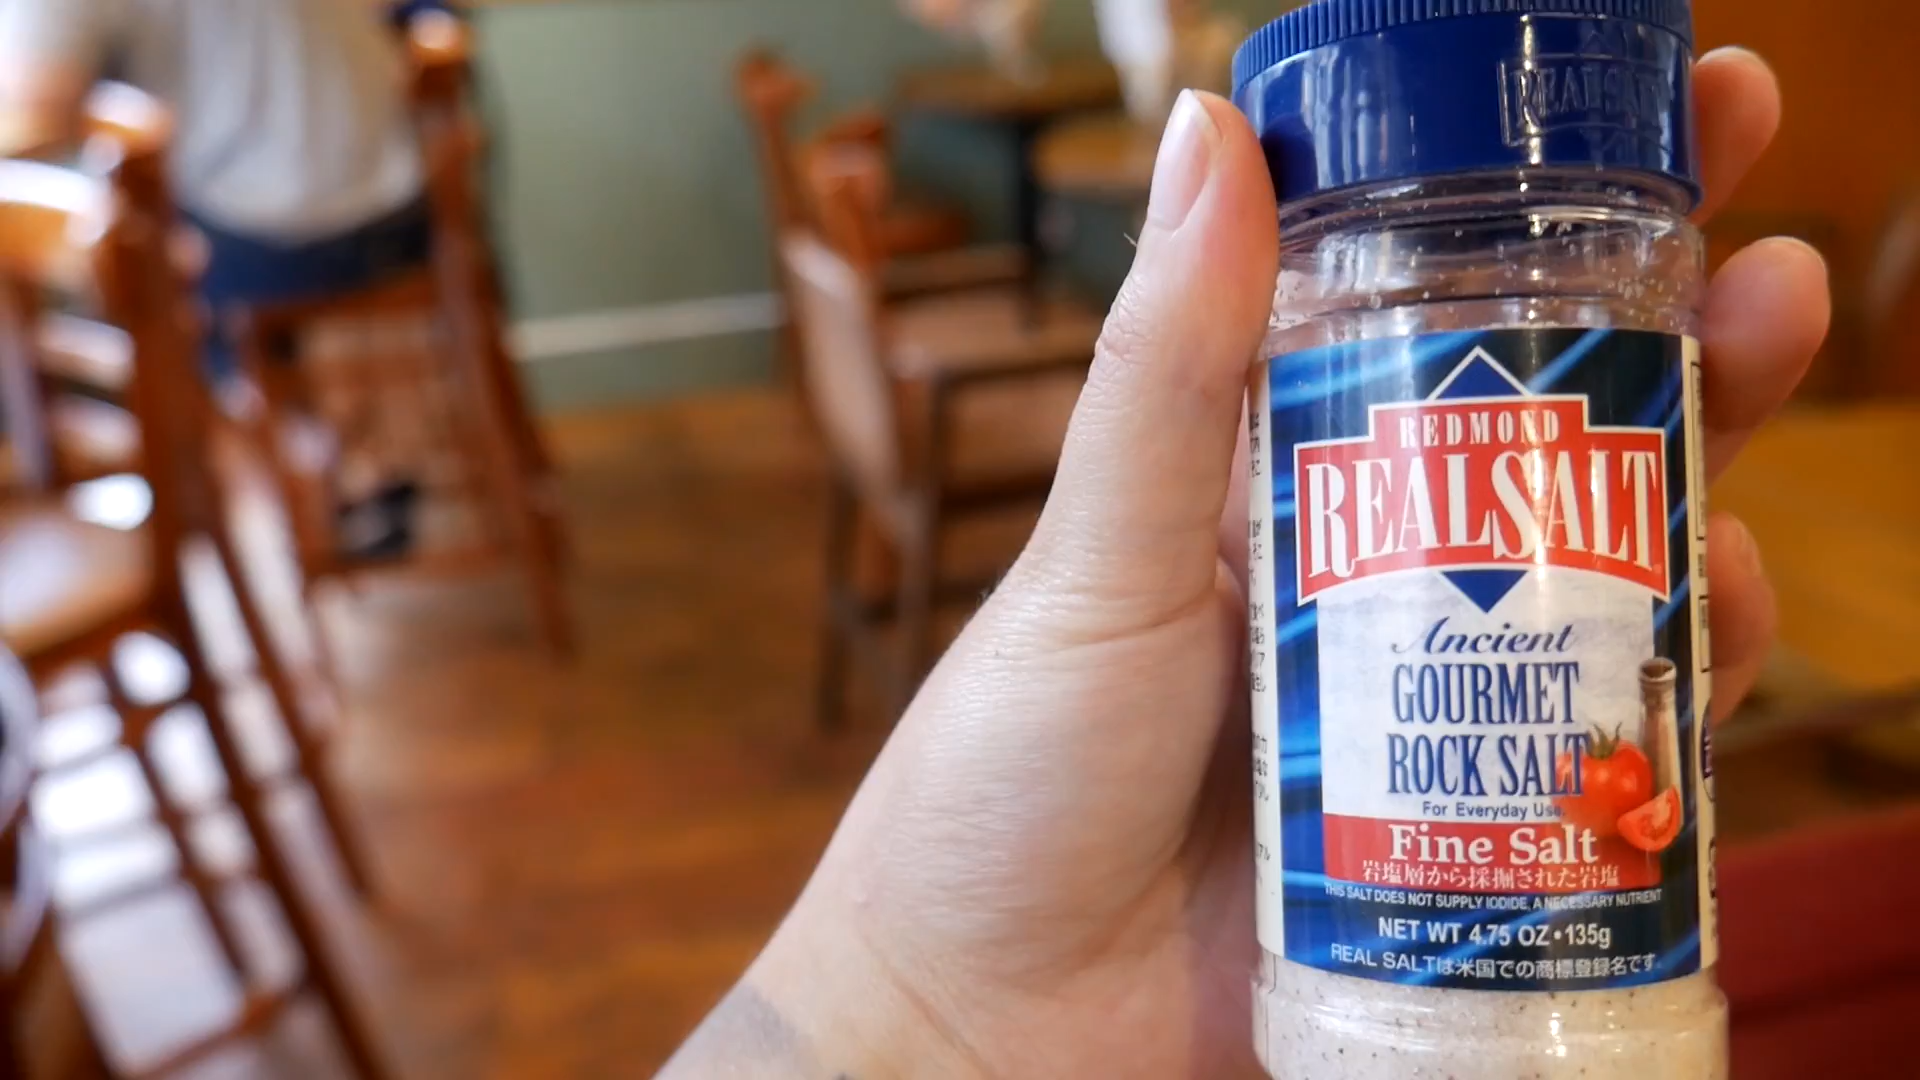 REAL SALT
REDMOND
REALSALT
Ancient
GOURMET
ROCK SALT
For Everyday Use.
Fine Salt
岩塩層から採掘された岩塩
THIS SALT DOES NOT SUPPLY IODIDE, A NECESSARY NUTRIENT
NET WT 4.75 OZ•135g
REAL SALTは米国での商標登録名です。